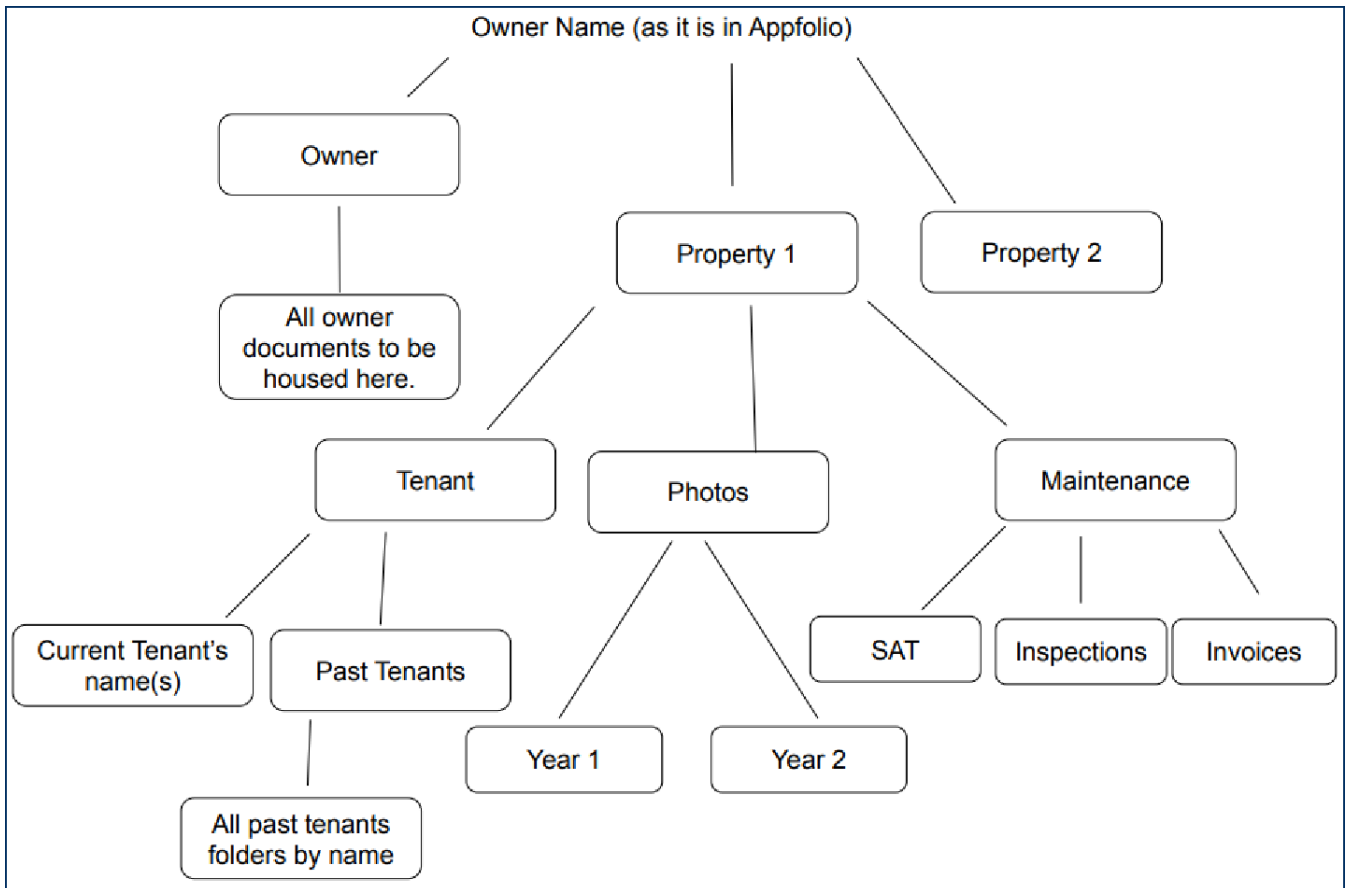 Owner Name (as it is in Appfolio)
Owner
Property 1
Property 2
All owner
documents to be
housed here.
Tenant
Photos
Maintenance
Current Tenant’s
name(s)
Past Tenants
SAT
Inspections
Invoices
Year 1
Year 2
All past tenants
folders by name